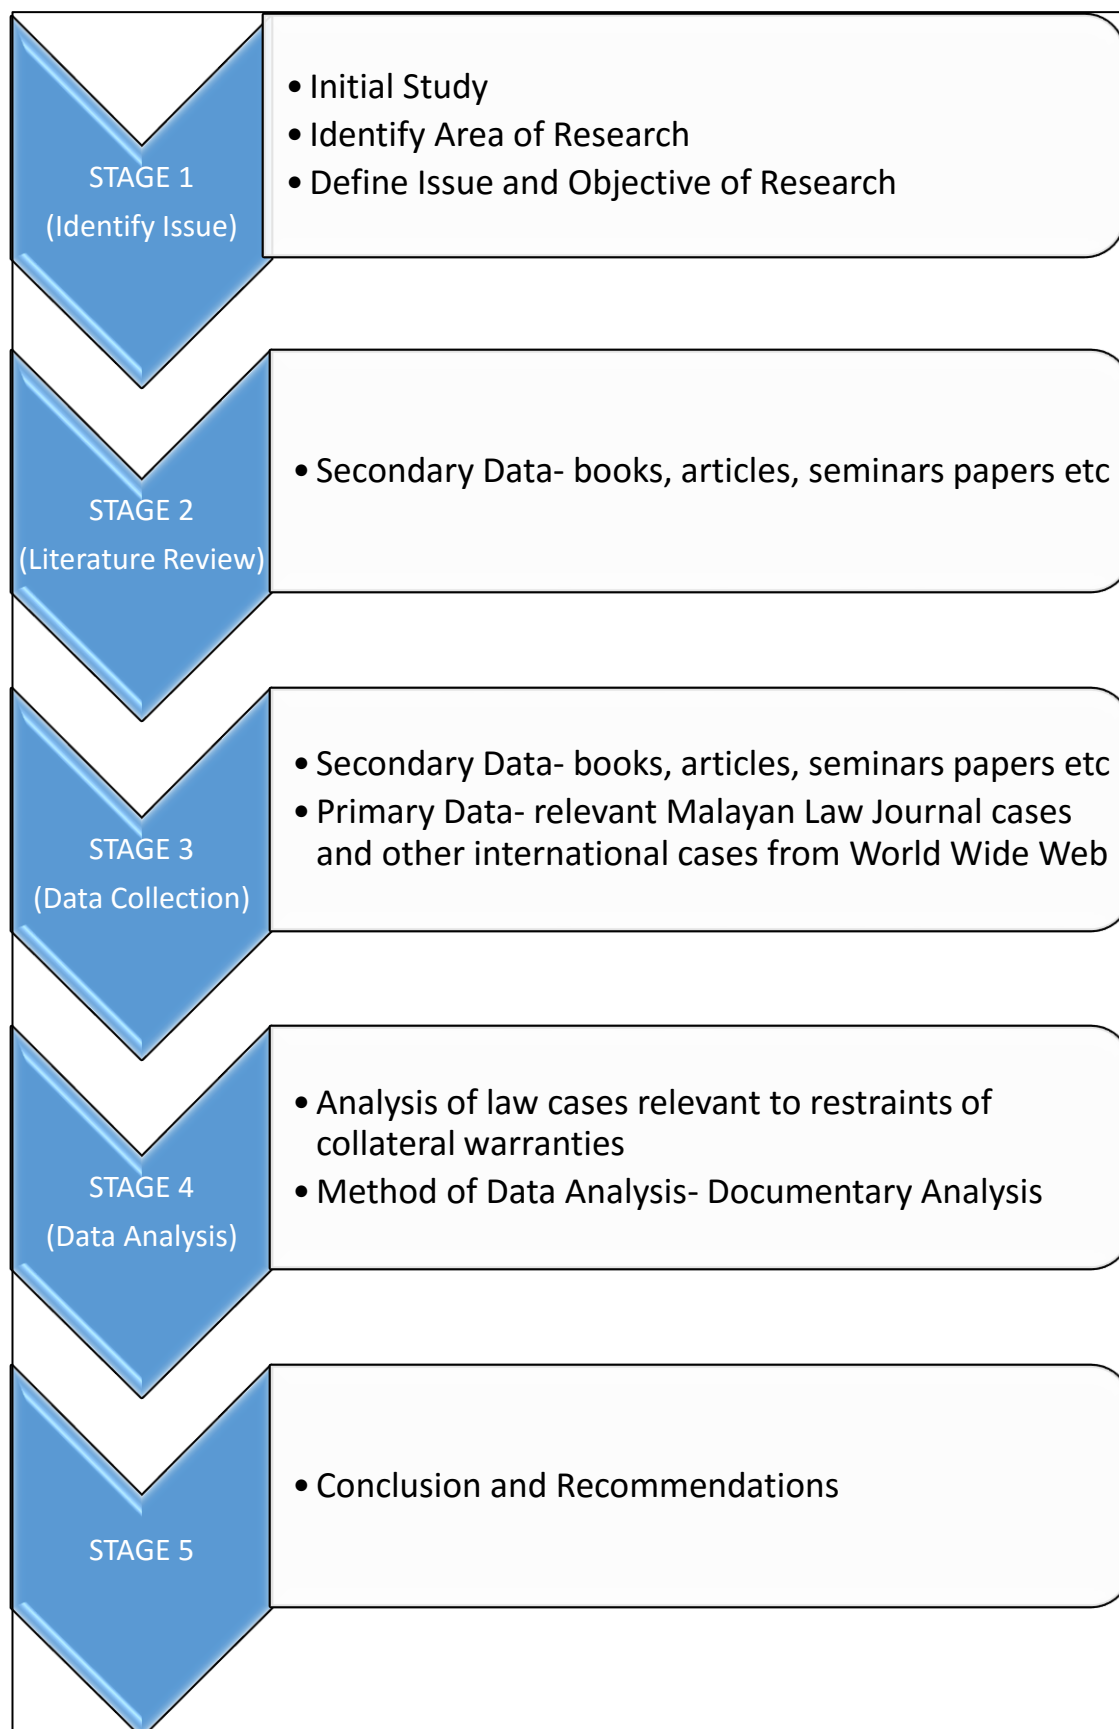 STAGE 1
(Identify Issue)
• Initial Study
• Identify Area of Research
• Define Issue and Objective of Research
STAGE 2
(Literature Review)
• Secondary Data- books, articles, seminars papers etc
STAGE 3
(Data Collection)
• Secondary Data- books, articles, seminars papers etc
• Primary Data- relevant Malayan Law Journal cases
and other international cases from World Wide Web
STAGE 4
(Data Analysis)
• Analysis of law cases relevant to restraints of
collateral warranties
• Method of Data Analysis- Documentary Analysis
STAGE 5
• Conclusion and Recommendations